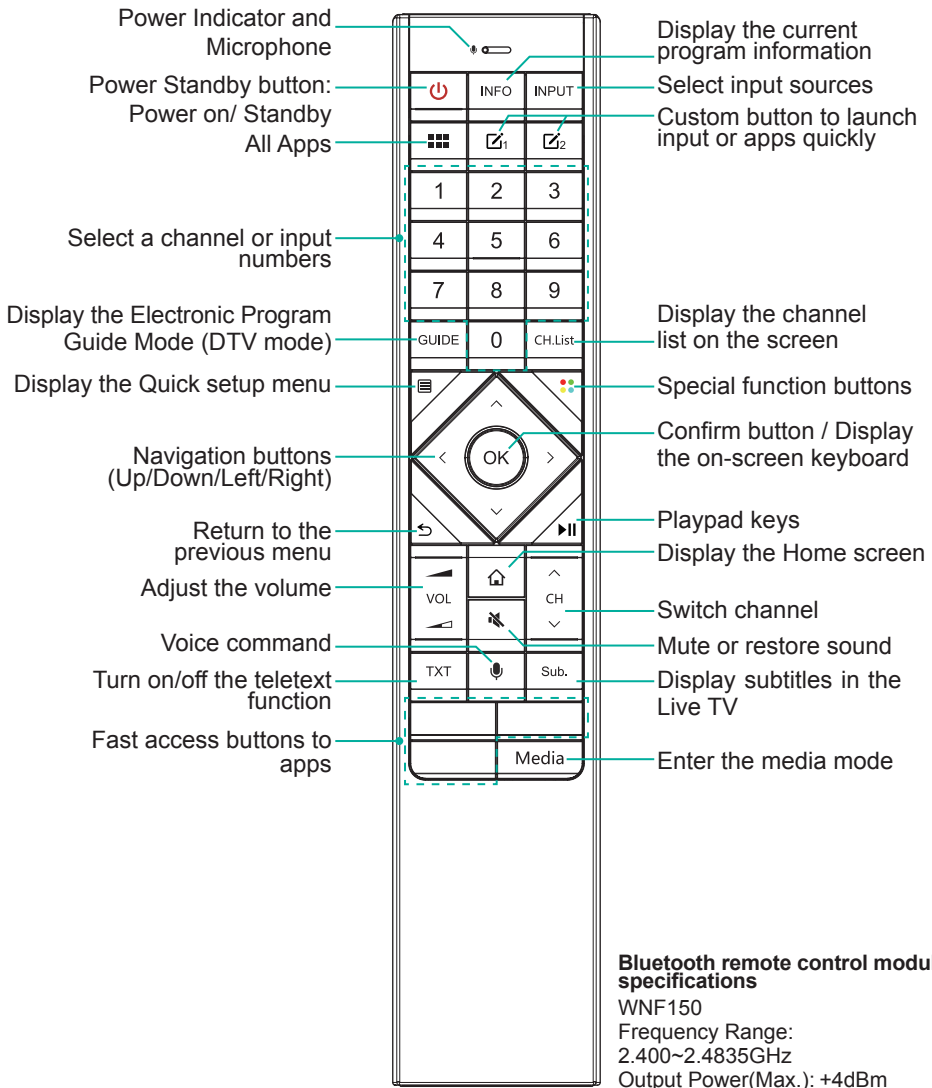 Power Indicator and
Microphone
Display the current
program information
Power Standby button:
Power on/ Standby
INFO
INPUT
Select input sources
All Apps
1
2
Custom button to launch
input or apps quickly
1
2
3
Select a channel or input
numbers
4
5
6
7
8
9
Display the Electronic Program
Guide Mode (DTV mode)
GUIDE
0
CH.List
Display the channel
list on the screen
Display the Quick setup menu
Special function buttons
Navigation buttons
(Up/Down/Left/Right)
OK
Confirm button / Display
the on-screen keyboard
Return to the
previous menu
Playpad keys
Display the Home screen
Adjust the volume
VOL
CH
Switch channel
Voice command
Mute or restore sound
Turn on/off the teletext
function
TXT
Sub.
Display subtitles in the
Live TV
Fast access buttons to
apps
Media
Enter the media mode
Bluetooth remote control modul
specifications
WNF150
Frequency Range:
2.400~2.4835GHz
Output Power(Max.): +4dBm